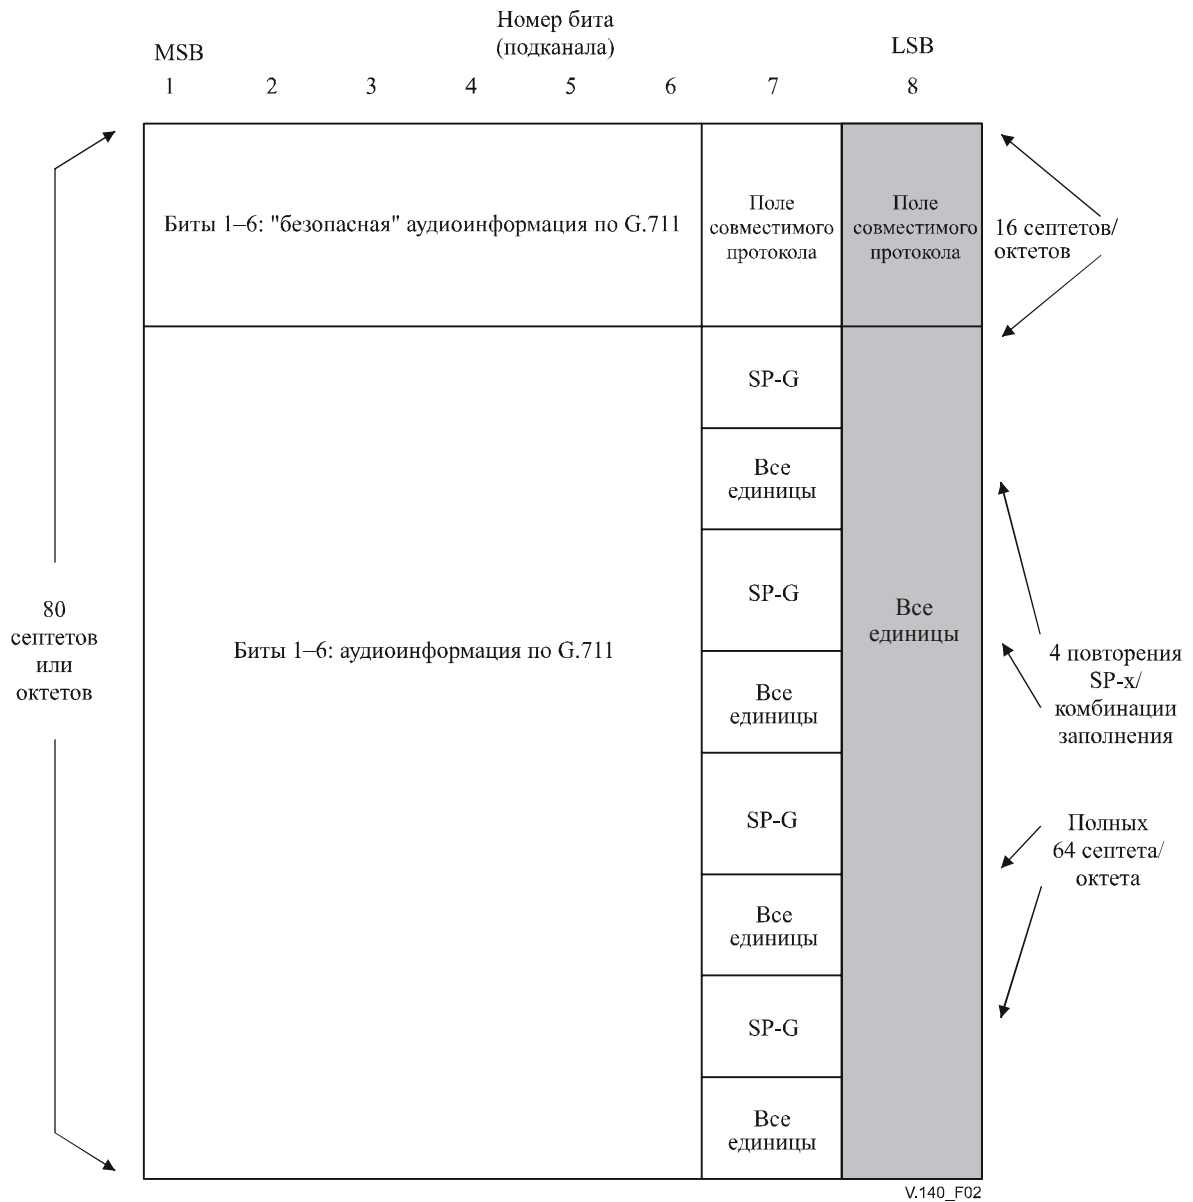 Номер бита
(подканала)
MSB
LSB
1 2 3 4 5 6 7 8
Биты 1–6: "безопасная" аудиоинформация по G.711
Поле
совместимого
протокола
Поле
совместимого
протокола
16 септетов/
октетов
SP-G
Все
единицы
SP-G
Все
единицы
80
септетов
или
октетов
Биты 1–6: аудиоинформация по G.711
Все
единицы
4 повторения
SP-x/
комбинации
заполнения
SP-G
Полных
64 септета/
октета
Все
единицы
SP-G
Все
единицы
V.140_F02